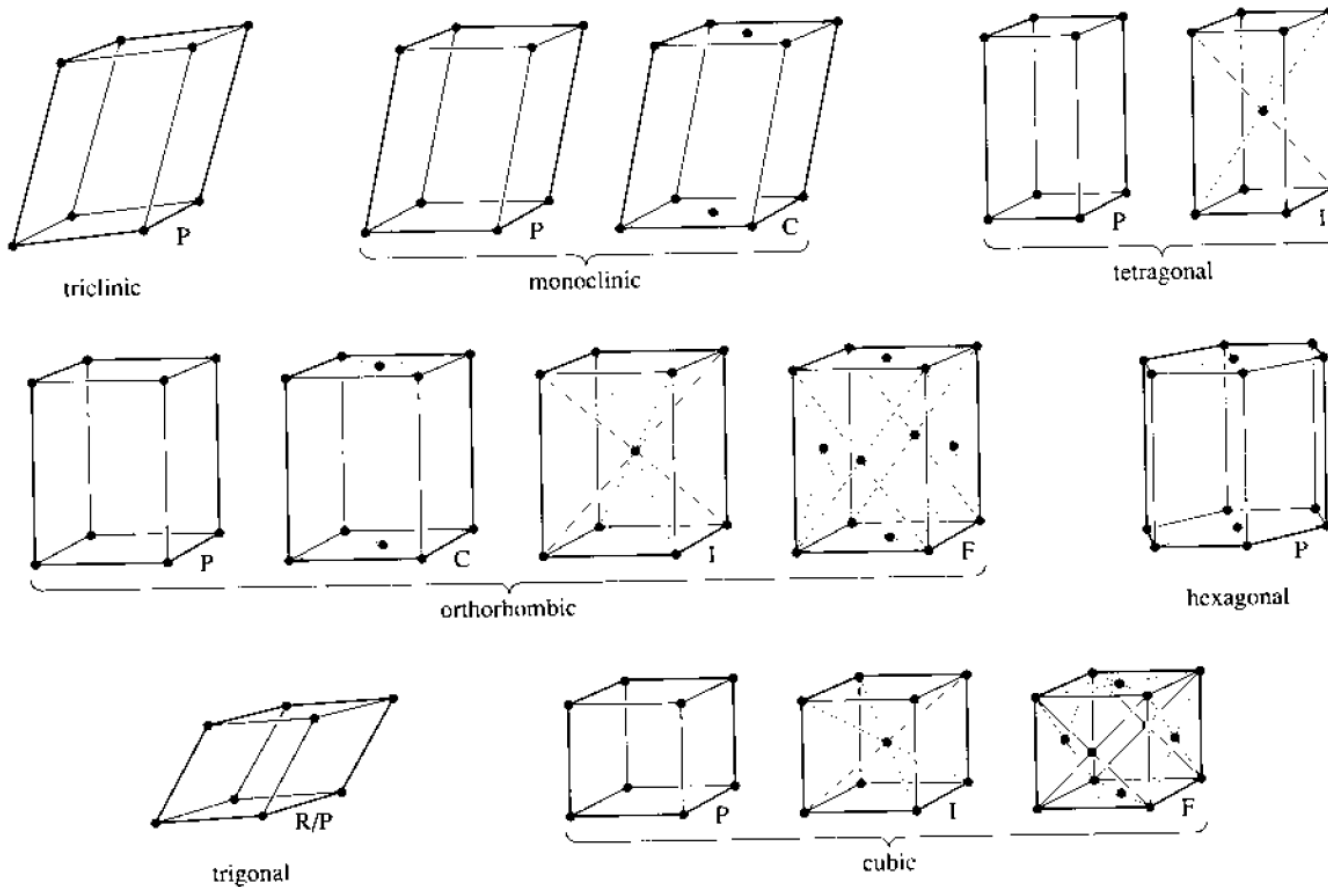 P
triclinic
P
C
monoclinic
P
I
tetragonal
P
C
I
F
orthorhombic
P
hexagonal
R/P
trigonal
P
I
F
cubic